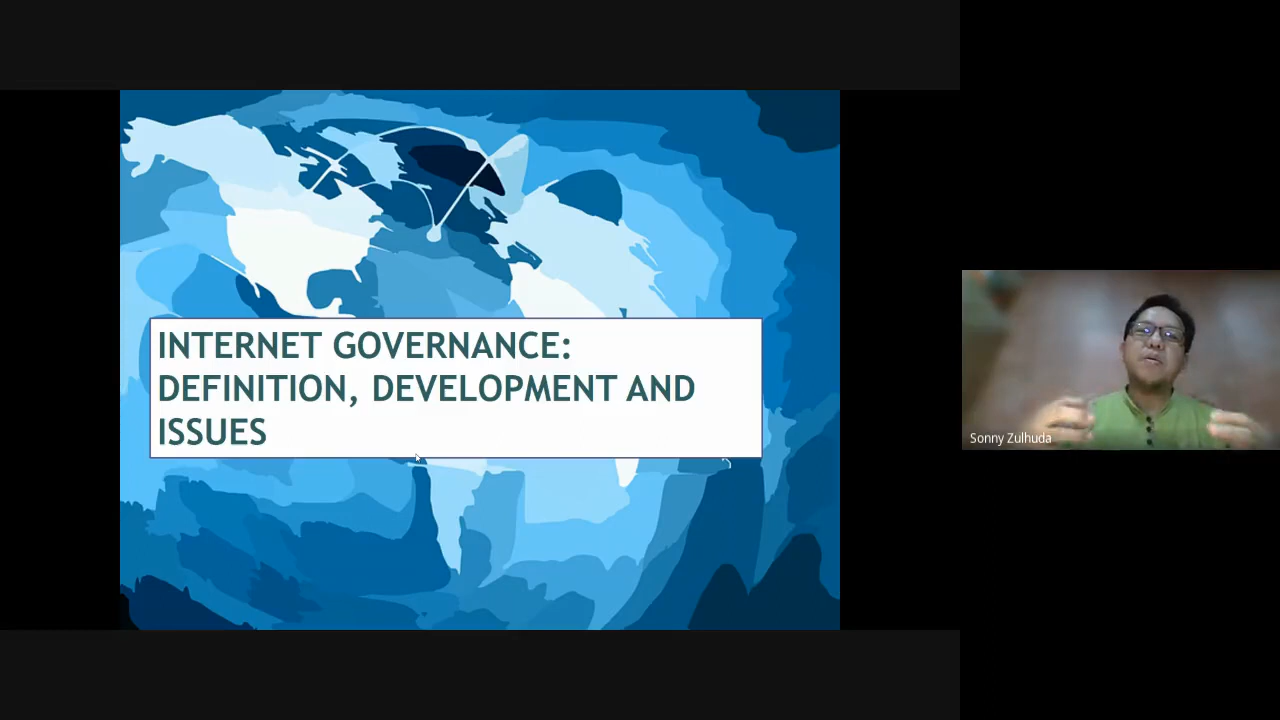 INTERNET GOVERNANCE:
DEFINITION, DEVELOPMENT AND
ISSUES
Sonny Zulhuda